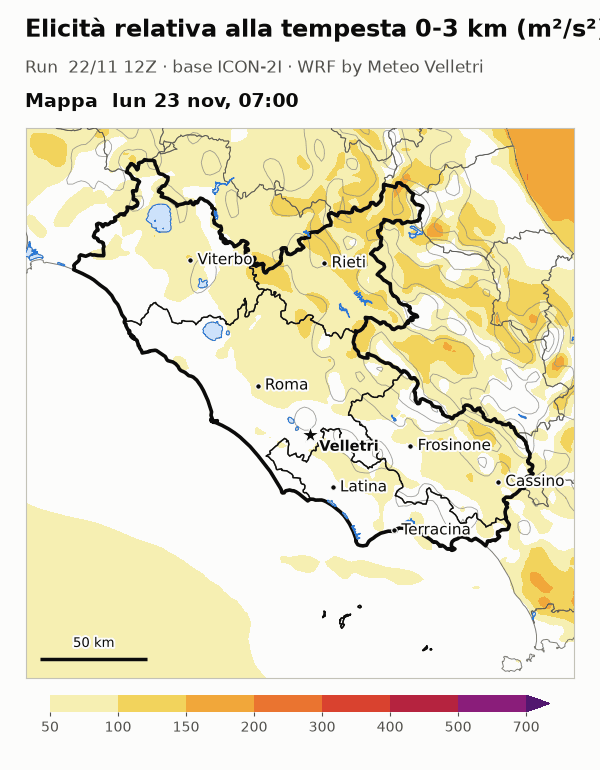 Elicità relativa alla tempesta 0-3 km (m²/s²)
Run 22/11 12Z · base ICON-2I · WRF by Meteo Velletri
Mappa lun 23 nov, 07:00
Viterbo
Rieti
Roma
Velletri
Frosinone
Cassino
Latina
Terracina
50 km
50 100 150 200 300 400 500 700